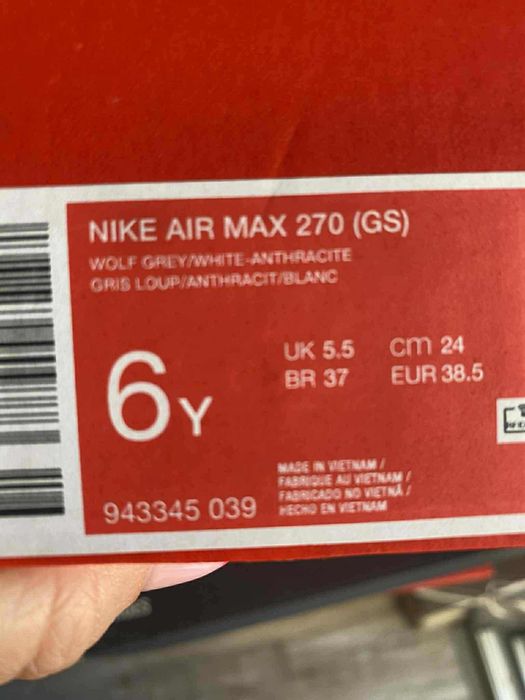 NIKE AIR MAX 270 (GS)
WOLF GREY/WHITE-ANTHRACITE
GRIS LOUP/ANTHRACIT/BLANC
6Y
UK 5.5 cm 24
BR 37 EUR 38.5
MADE IN VIETNAM /
FABRIQUE AU VIETNAM /
FABRICADO NO VIETNÃ /
HECHO EN VIETNAM
943345 039